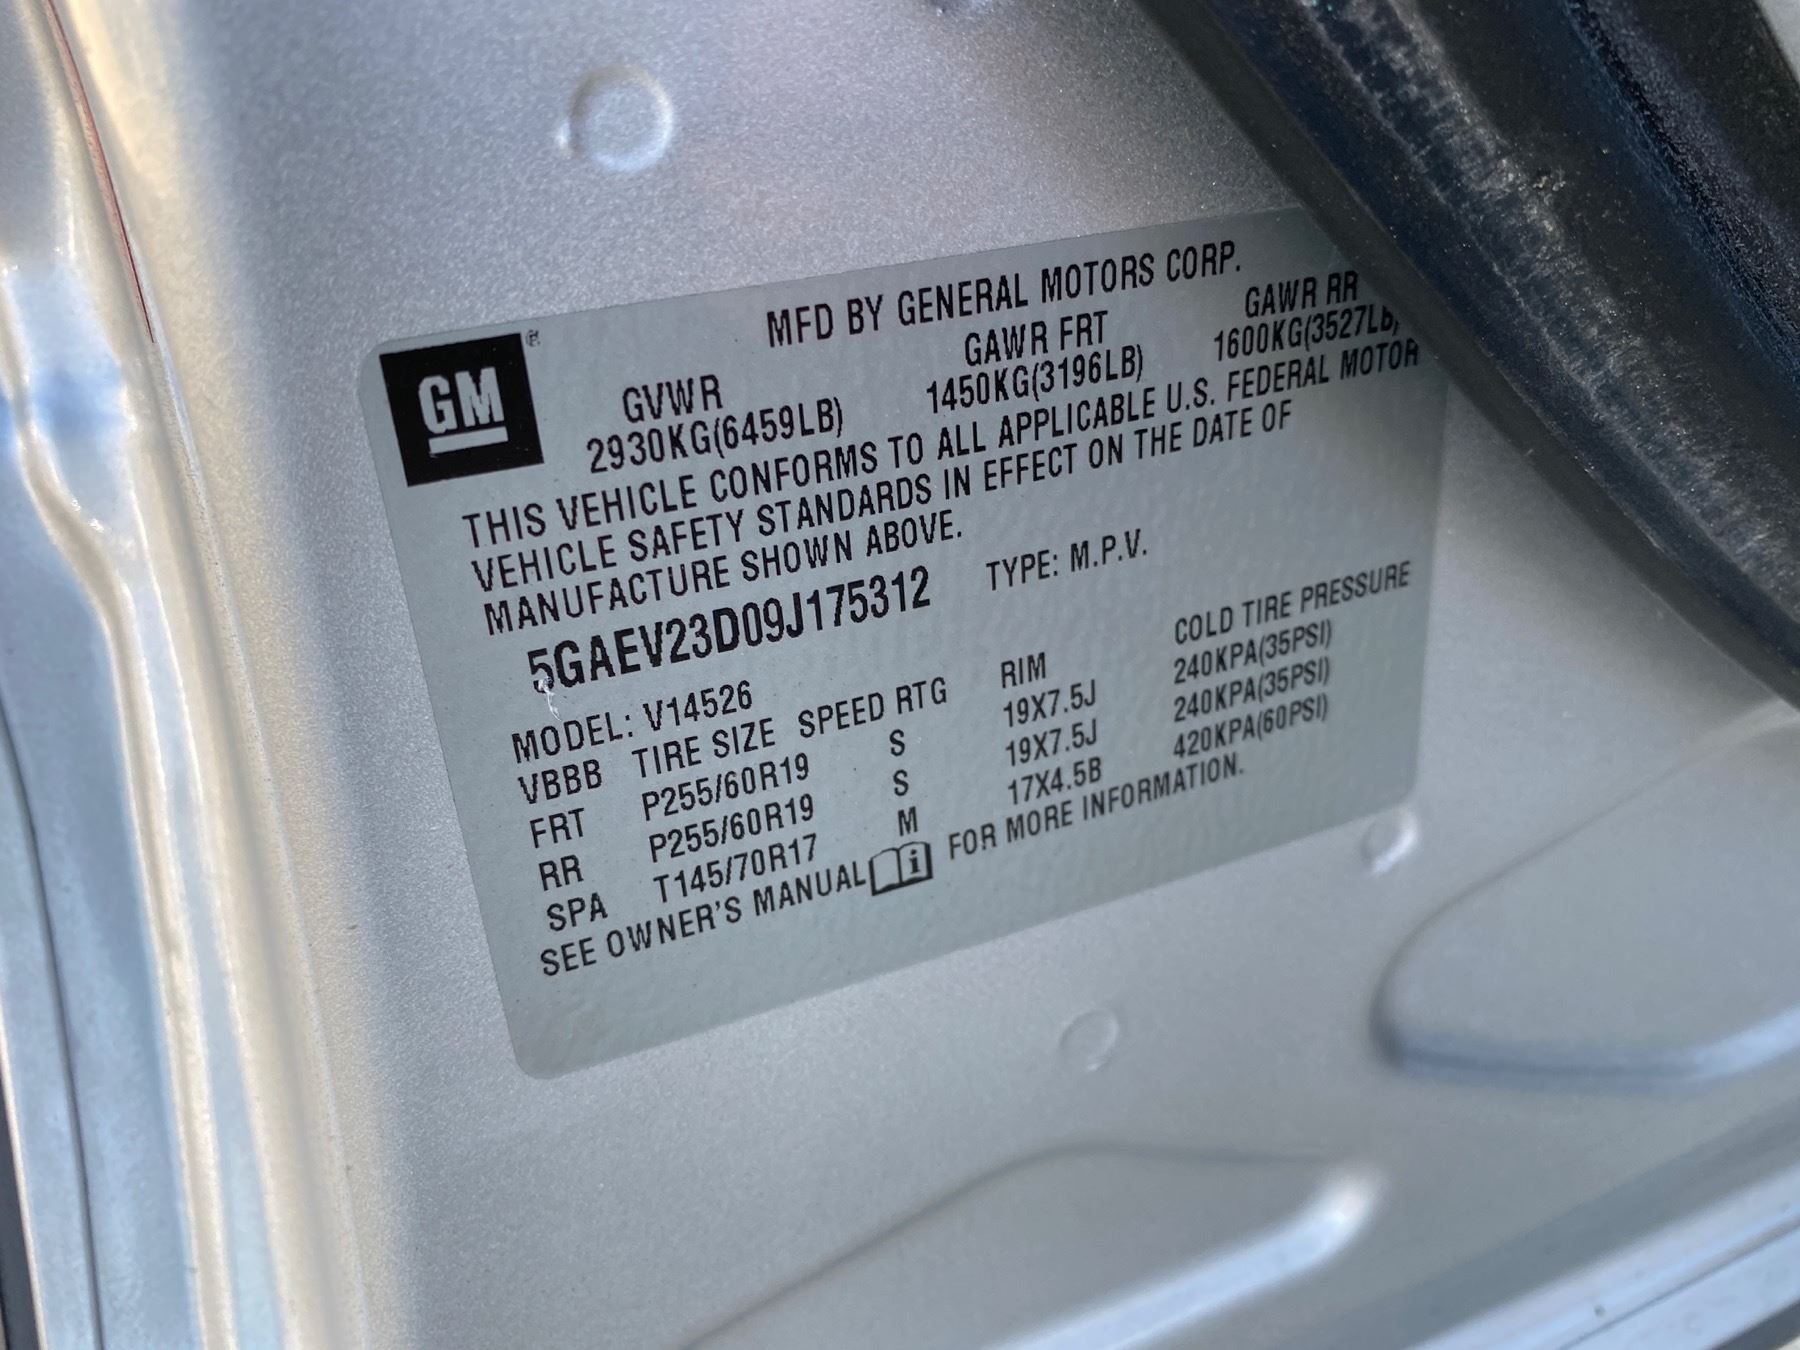 MFD BY GENERAL MOTORS CORP.
GM®
GVWR GAWR FRT GAWR RR
2930KG(6459LB) 1450KG(3196LB) 1600KG(3527LB)
THIS VEHICLE CONFORMS TO ALL APPLICABLE U.S. FEDERAL MOTOR
VEHICLE SAFETY STANDARDS IN EFFECT ON THE DATE OF
MANUFACTURE SHOWN ABOVE.
5GAEV23D09J175312 TYPE: M.P.V.
MODEL: V14526
VBBB TIRE SIZE SPEED RTG RIM COLD TIRE PRESSURE
FRT P255/60R19 S 19X7.5J 240KPA(35PSI)
RR P255/60R19 S 19X7.5J 240KPA(35PSI)
SPA T145/70R17 M 17X4.5B 420KPA(60PSI)
SEE OWNER'S MANUAL i FOR MORE INFORMATION.